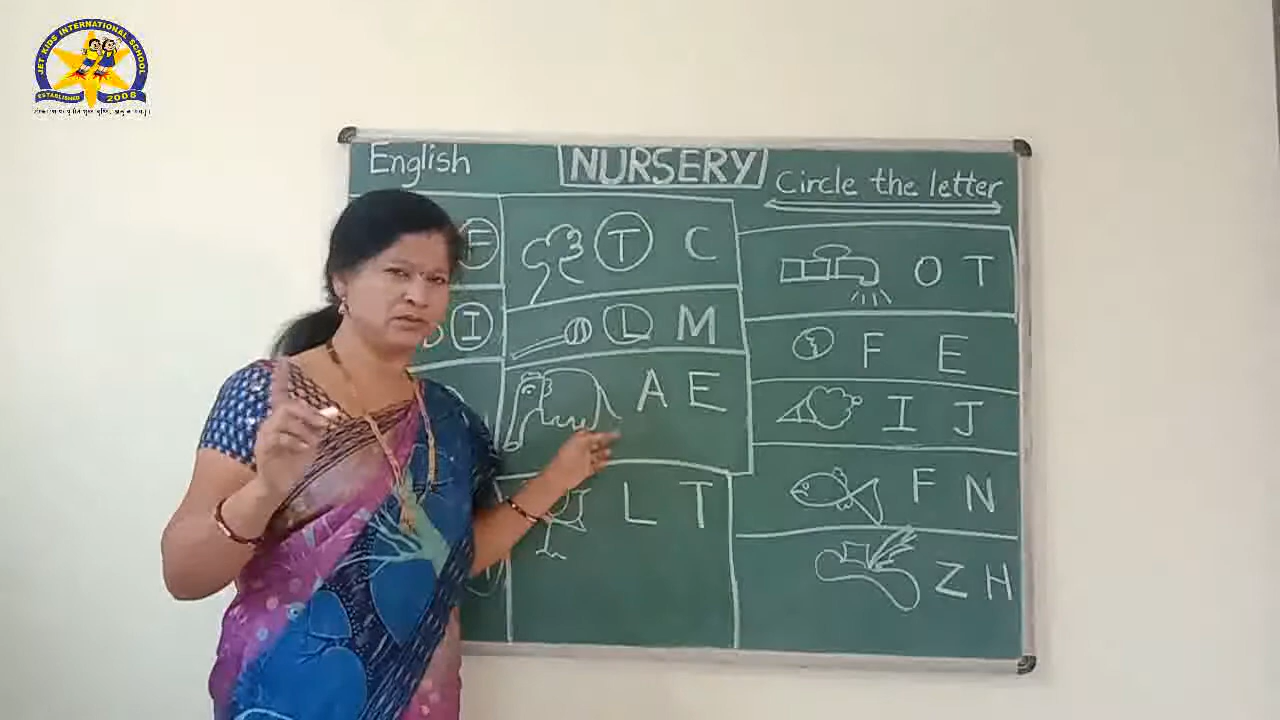 JET KIDS INTERNATIONAL SCHOOL
ESTABLISHED 2008
English
NURSERY
Circle the letter
F
T C
I
L M
A E
L T
O T
F E
I J
F N
Z H